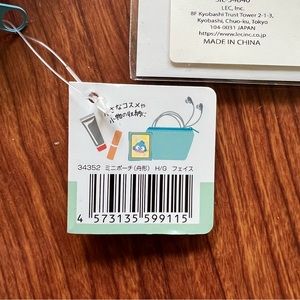 LEC, Inc.
8F Kyobashi Trust Tower 2-1-3,
Kyobashi, Chuo-ku, Tokyo
104-0031 JAPAN
https://www.lecinc.co.jp
MADE IN CHINA
さなコスメや
小物の収納に
34352 ミニポーチ(舟形) H/G フェイス
4 573135 599115